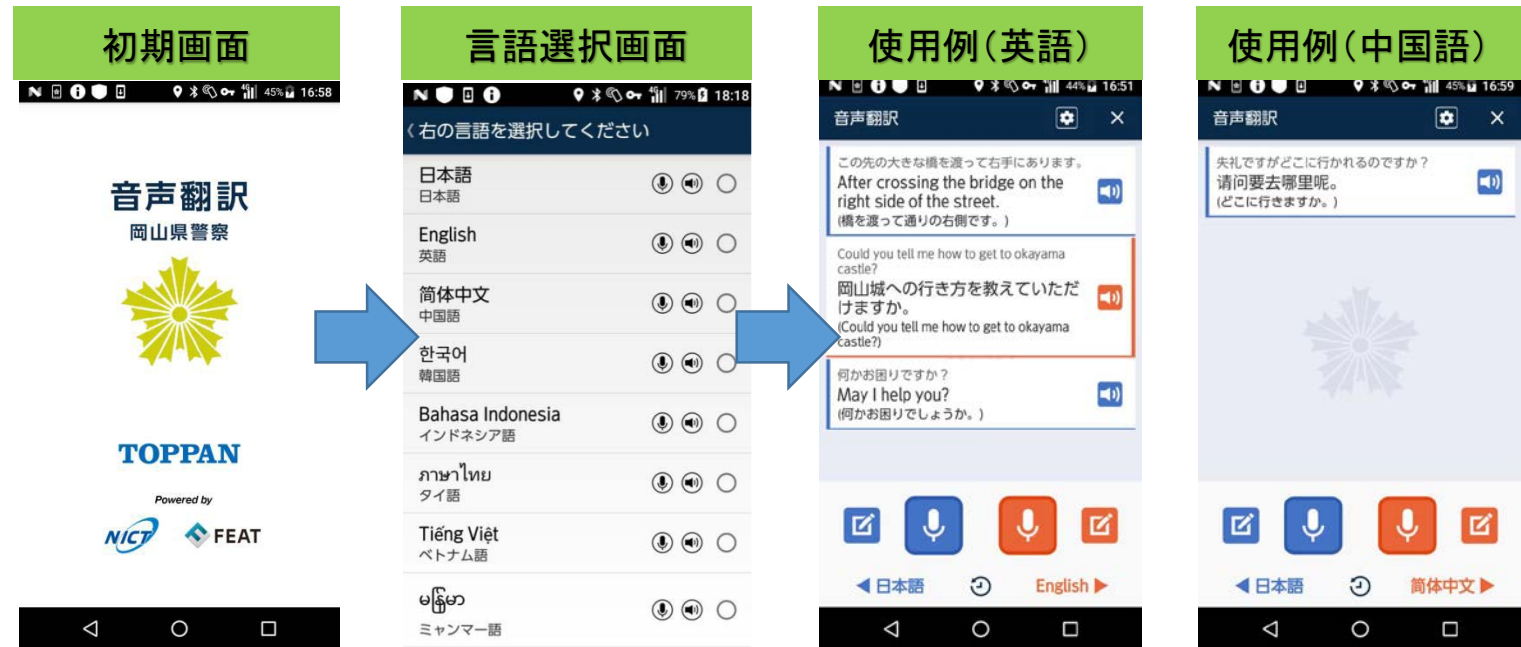 初期画面
45% 16:58
音声翻訳
岡山県警察
TOPPAN
Powered by
NICT FEAT
言語選択画面
79% 18:18
右の言語を選択してください
日本語
日本語
English
英語
简体中文
中国語
한국어
韓国語
Bahasa Indonesia
インドネシア語
ภาษาไทย
タイ語
Tiếng Việt
ベトナム語
မြန်မာ
ミャンマー語
使用例(英語)
44% 16:51
音声翻訳
この先の大きな橋を渡って右手にあります。
After crossing the bridge on the
right side of the street.
(橋を渡って通りの右側です。)
Could you tell me how to get to okayama
castle?
岡山城への行き方を教えていただ
けますか。
(Could you tell me how to get to okayama
castle?)
何かお困りですか?
May I help you?
(何かお困りでしょうか。)
日本語 English
使用例(中国語)
45% 16:59
音声翻訳
失礼ですがどこに行かれるのですか?
请问要去哪里呢。
(どこに行きますか。)
日本語 简体中文